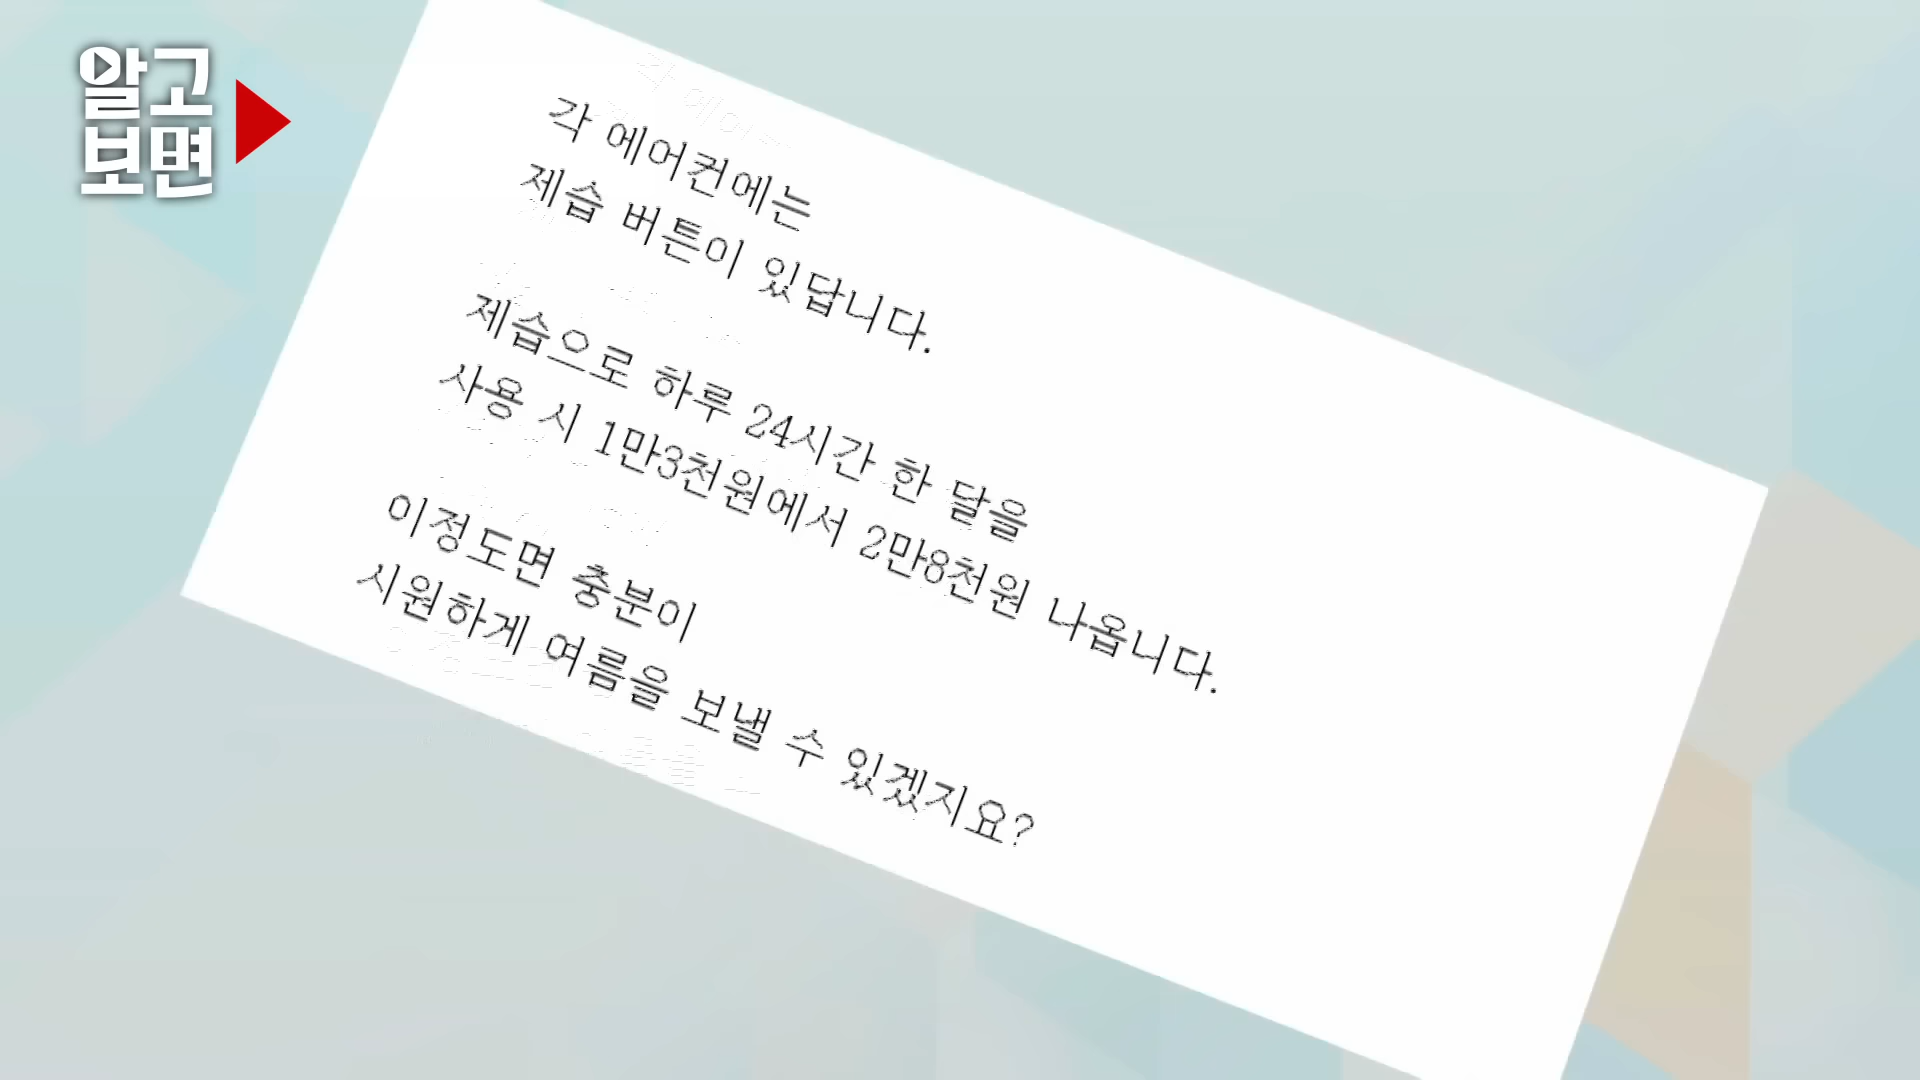 알고
보면
각 에어컨에는
제습 버튼이 있답니다.
제습으로 하루 24시간 한 달을
사용 시 1만3천원에서 2만8천원 나옵니다.
이정도면 충분이
시원하게 여름을 보낼 수 있겠지요?